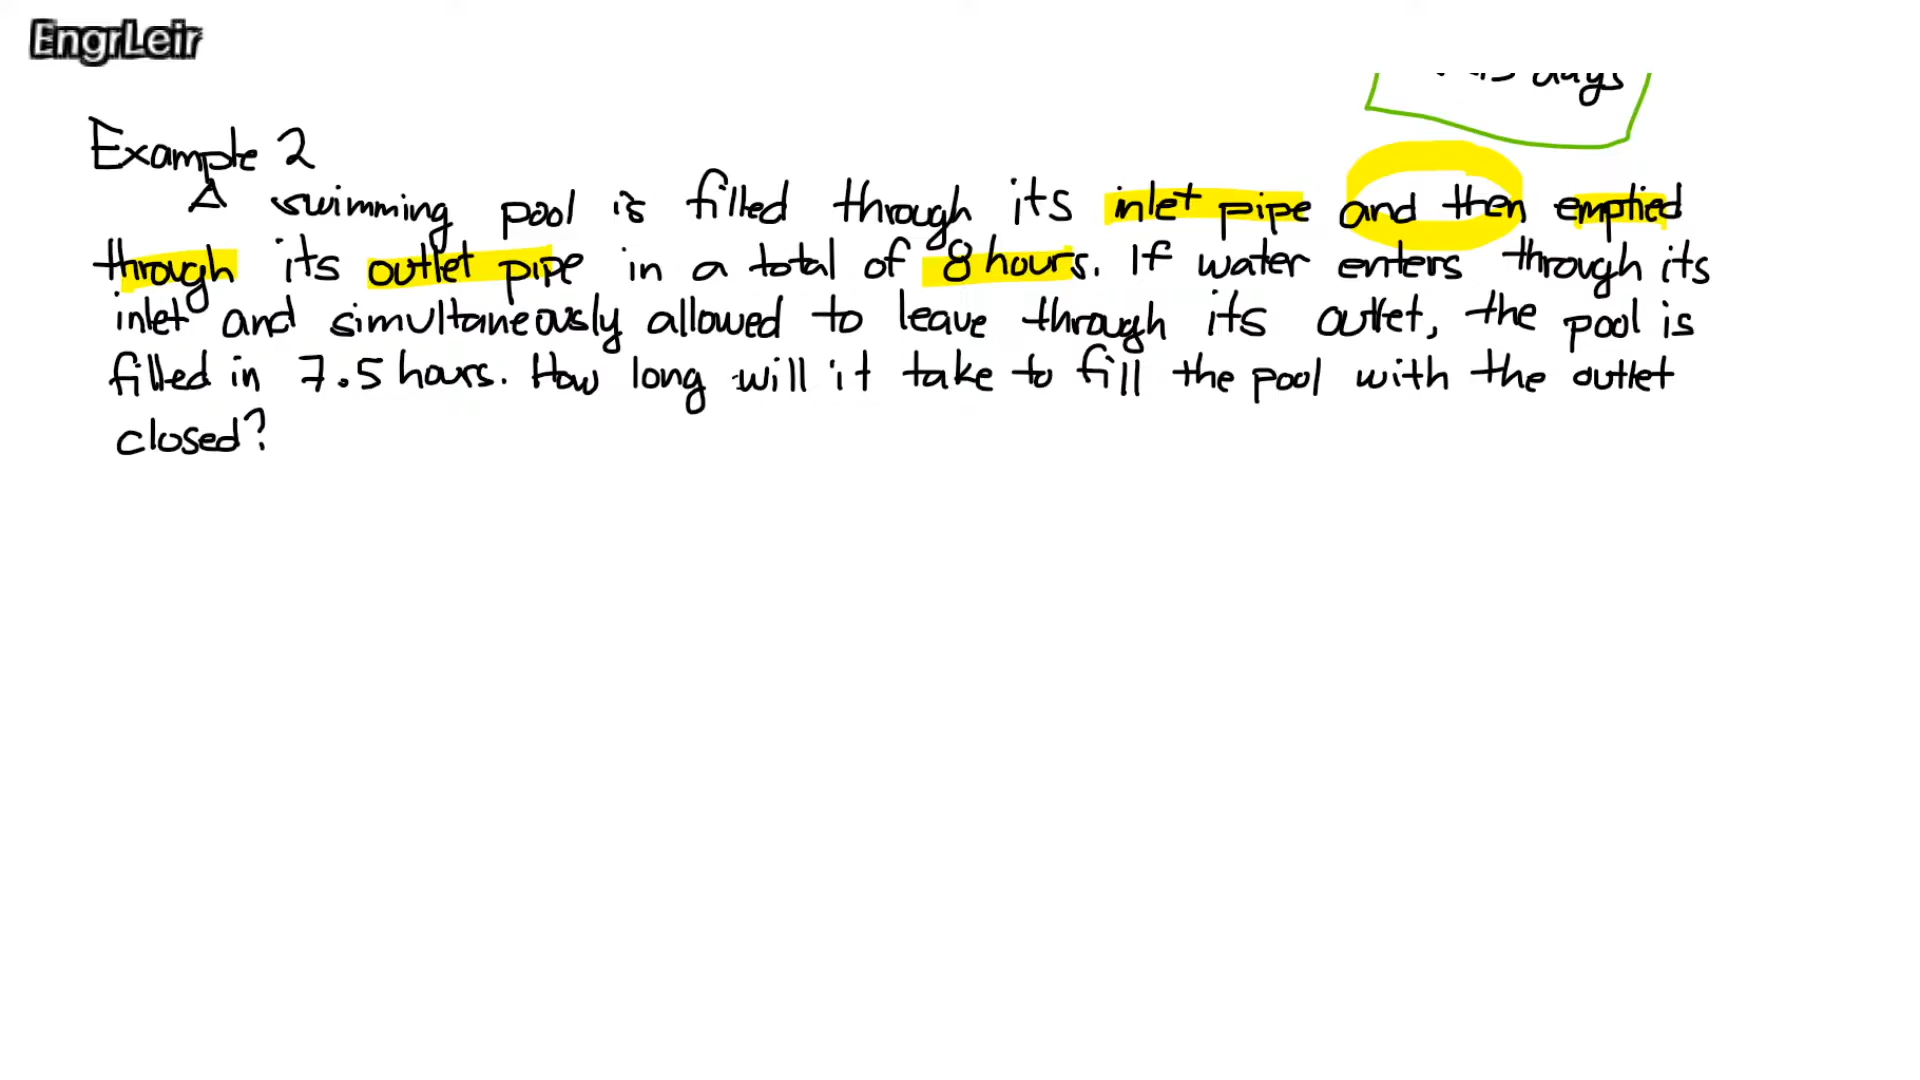 EngrLeir
days
Example 2
A swimming pool is filled through its inlet pipe and then emptied
through its outlet pipe in a total of 8 hours. If water enters through its
inlet and simultaneously allowed to leave through its outlet, the pool is
filled in 7.5 hours. How long will it take to fill the pool with the outlet
closed?